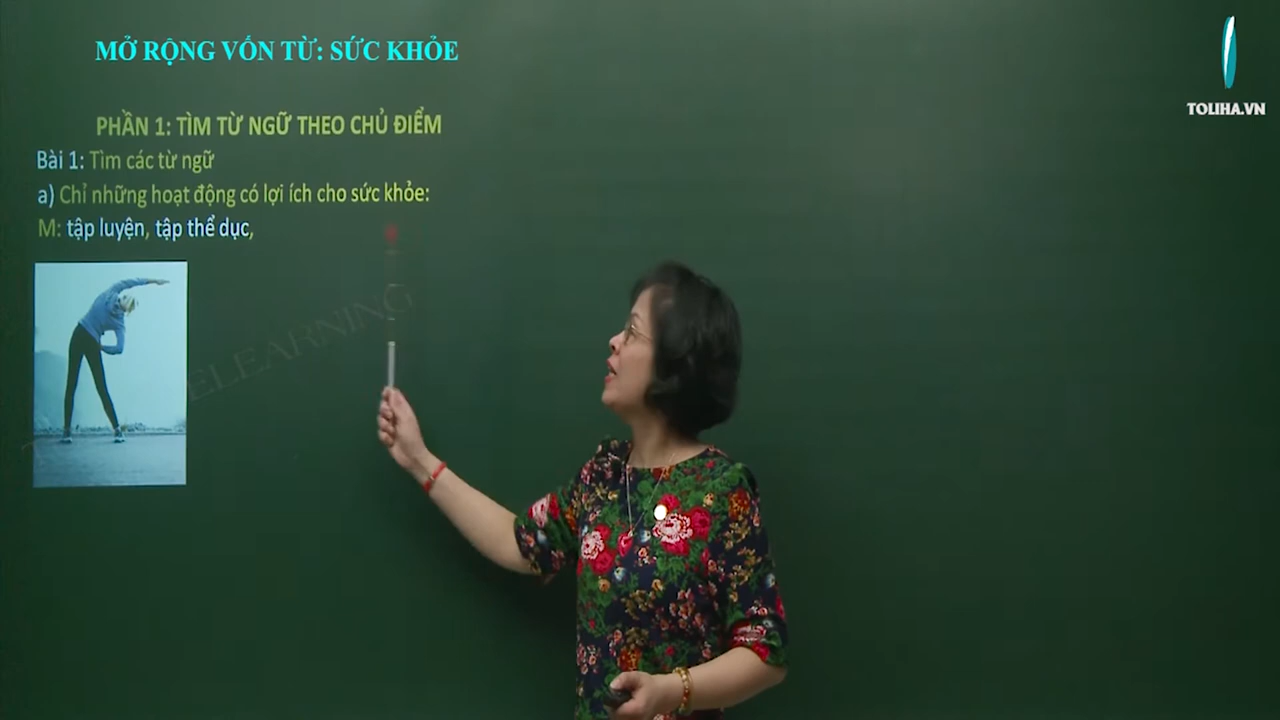 MỞ RỘNG VỐN TỪ: SỨC KHỎE
TOLIHA.VN
PHẦN 1: TÌM TỪ NGỮ THEO CHỦ ĐIỂM
Bài 1: Tìm các từ ngữ
a) Chỉ những hoạt động có lợi ích cho sức khỏe:
M: tập luyện, tập thể dục,
ELEARNING